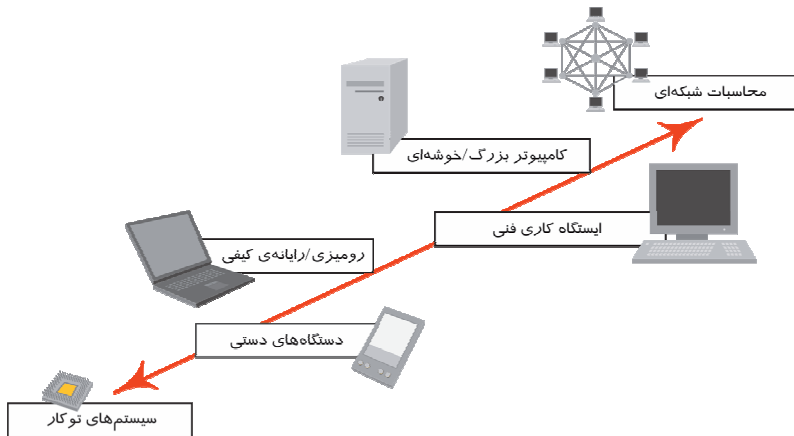 محاسبات شبکه‌ای
کامپیوتر بزرگ/خوشه‌ای
ایستگاه کاری فنی
رومیزی/رایانه‌ی کیفی
دستگاه‌های دستی
سیستم‌های توکار